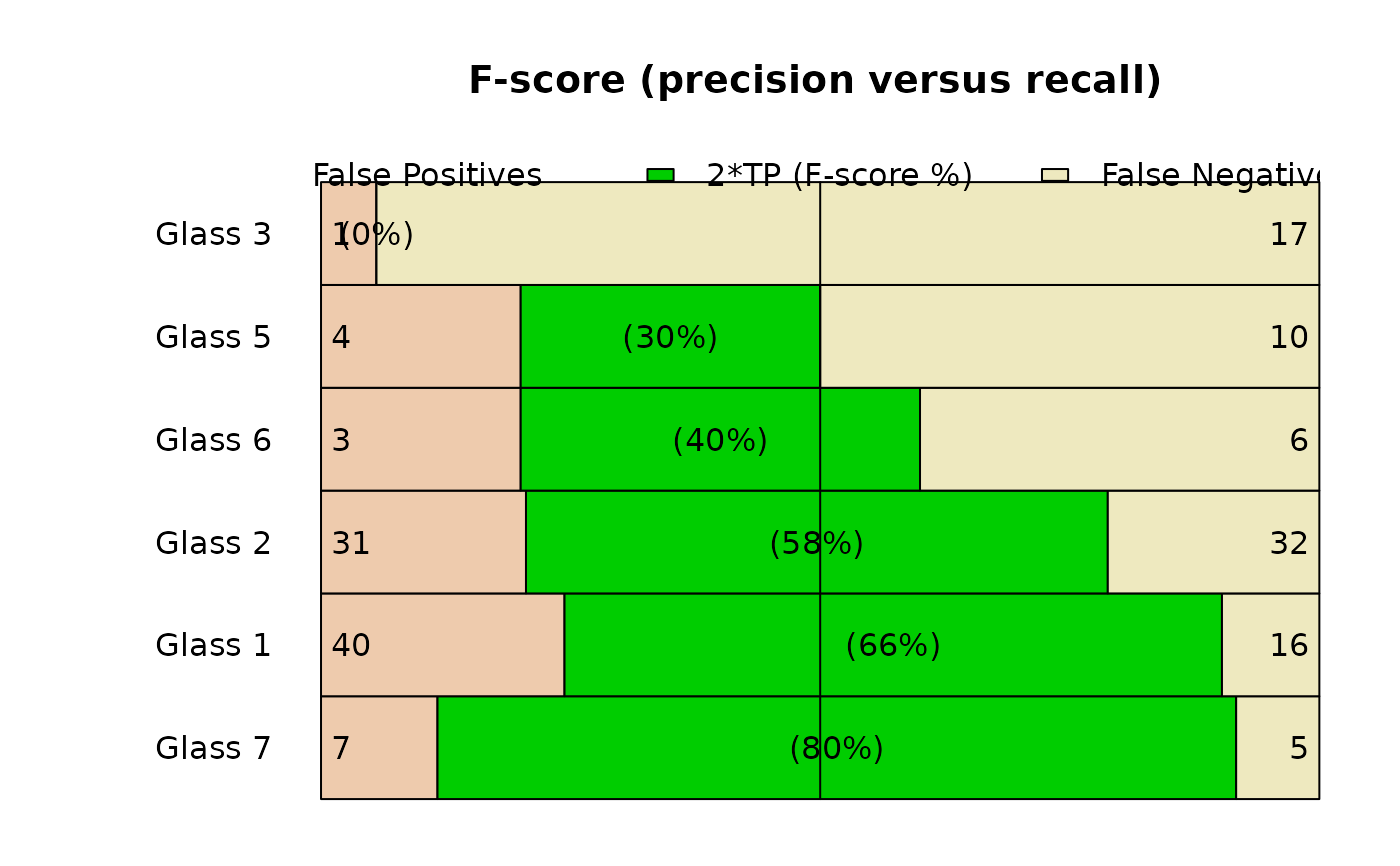 F-score (precision versus recall)
False Positives 2*TP (F-score %) False Negative
Glass 3 1 (0%) 17
Glass 5 4 (30%) 10
Glass 6 3 (40%) 6
Glass 2 31 (58%) 32
Glass 1 40 (66%) 16
Glass 7 7 (80%) 5